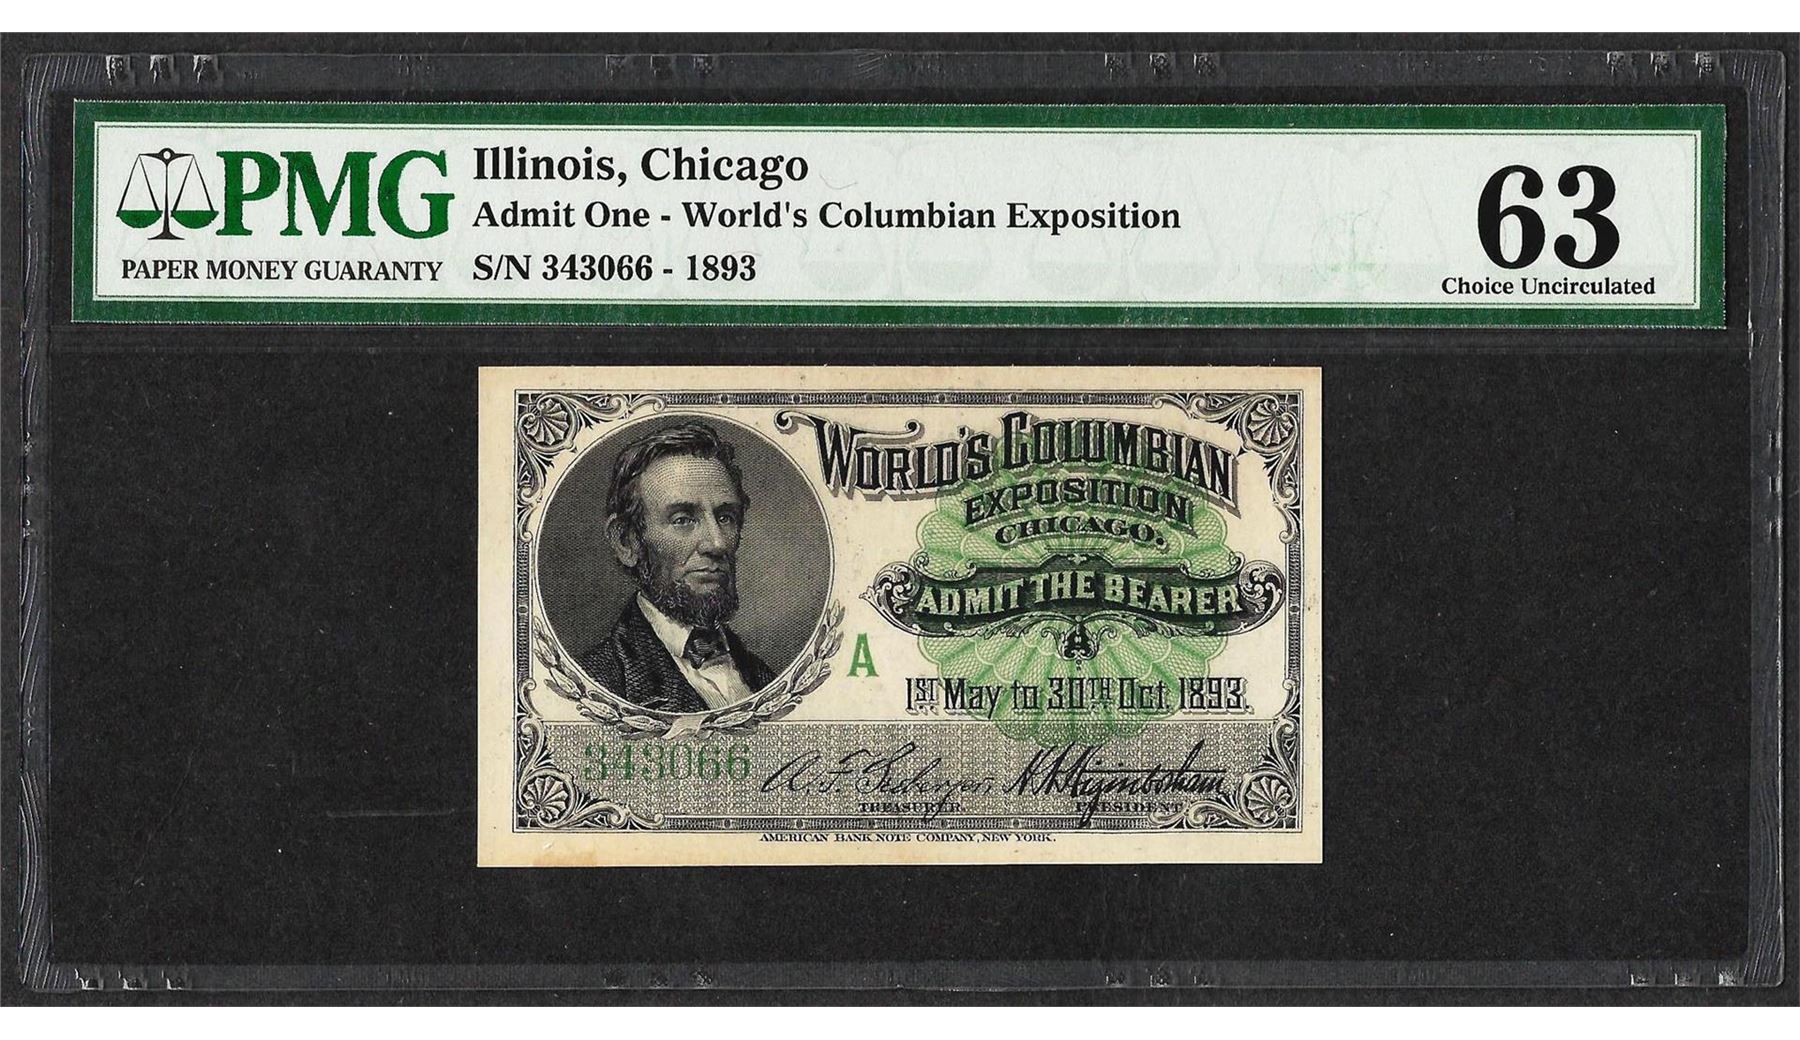 PMG
PAPER MONEY GUARANTY
Illinois, Chicago
Admit One - World's Columbian Exposition
S/N 343066 - 1893
63
Choice Uncirculated
WORLD'S COLUMBIAN
EXPOSITION
CHICAGO.
ADMIT THE BEARER
A
1ST May to 30TH Oct. 1893.
343066
A. F. Seeberger,
TREASURER.
H N Higinbotham
PRESIDENT
AMERICAN BANK NOTE COMPANY, NEW YORK.